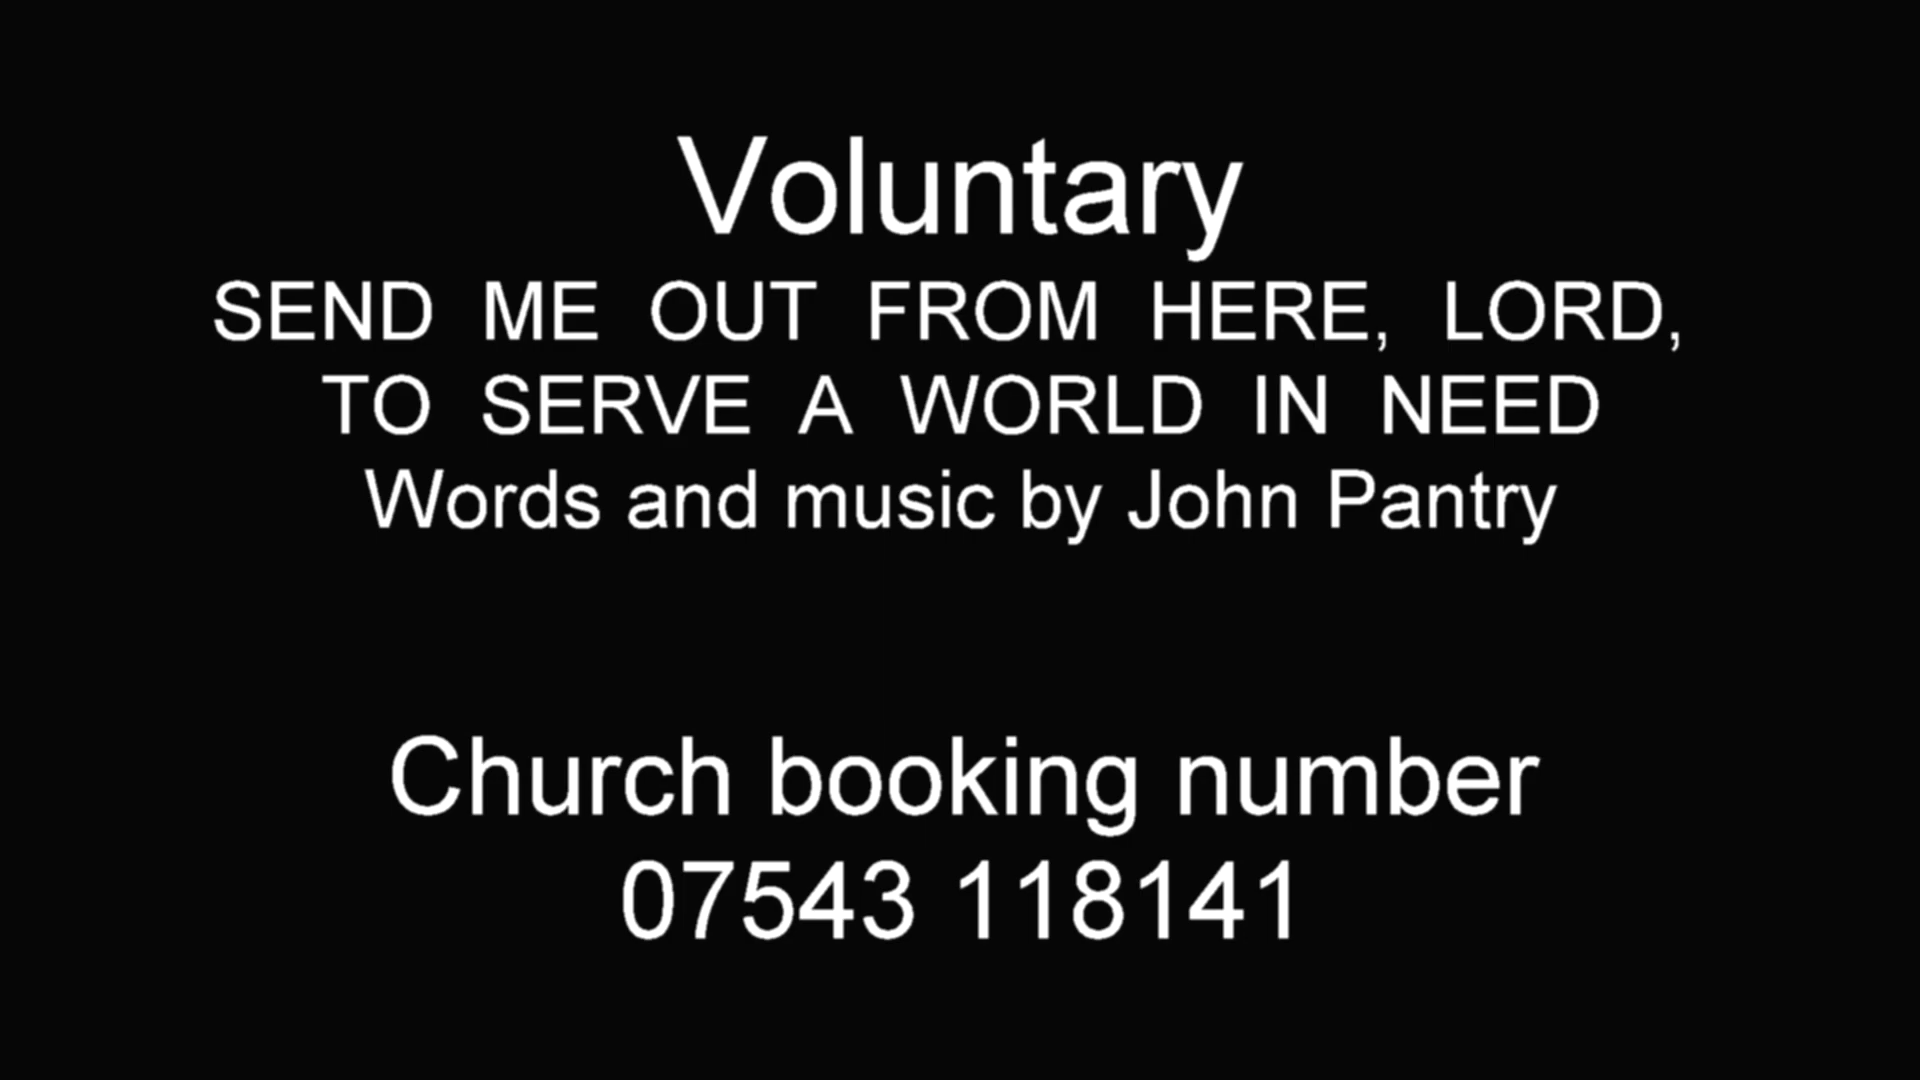 Voluntary
SEND ME OUT FROM HERE, LORD,
TO SERVE A WORLD IN NEED
Words and music by John Pantry
Church booking number
07543 118141